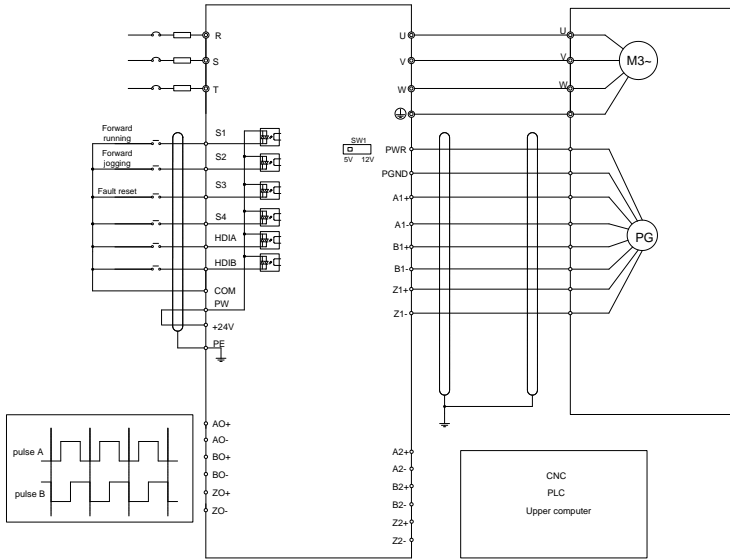 R
S
T
Forward
running
S1
Forward
jogging
S2
Fault reset
S3
S4
HDIA
HDIB
COM
PW
+24V
PE
SW1
5V 12V
U
V
W
PWR
PGND
A1+
A1-
B1+
B1-
Z1+
Z1-
U
V
W
M3~
PG
pulse A
pulse B
AO+
AO-
BO+
BO-
ZO+
ZO-
A2+
A2-
B2+
B2-
Z2+
Z2-
CNC
PLC
Upper computer